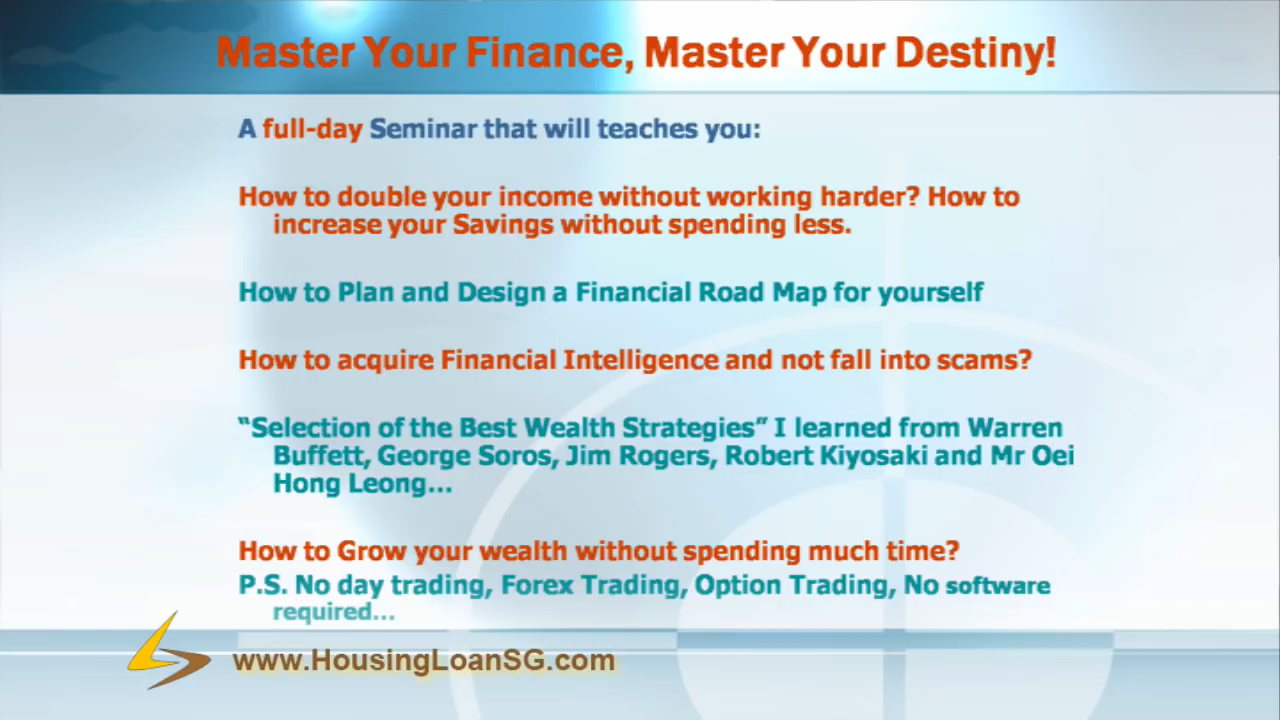 Master Your Finance, Master Your Destiny!
A full-day Seminar that will teaches you:
How to double your income without working harder? How to
increase your Savings without spending less.
How to Plan and Design a Financial Road Map for yourself
How to acquire Financial Intelligence and not fall into scams?
“Selection of the Best Wealth Strategies” I learned from Warren
Buffett, George Soros, Jim Rogers, Robert Kiyosaki and Mr Oei
Hong Leong...
How to Grow your wealth without spending much time?
P.S. No day trading, Forex Trading, Option Trading, No software
required...
www.HousingLoanSG.com